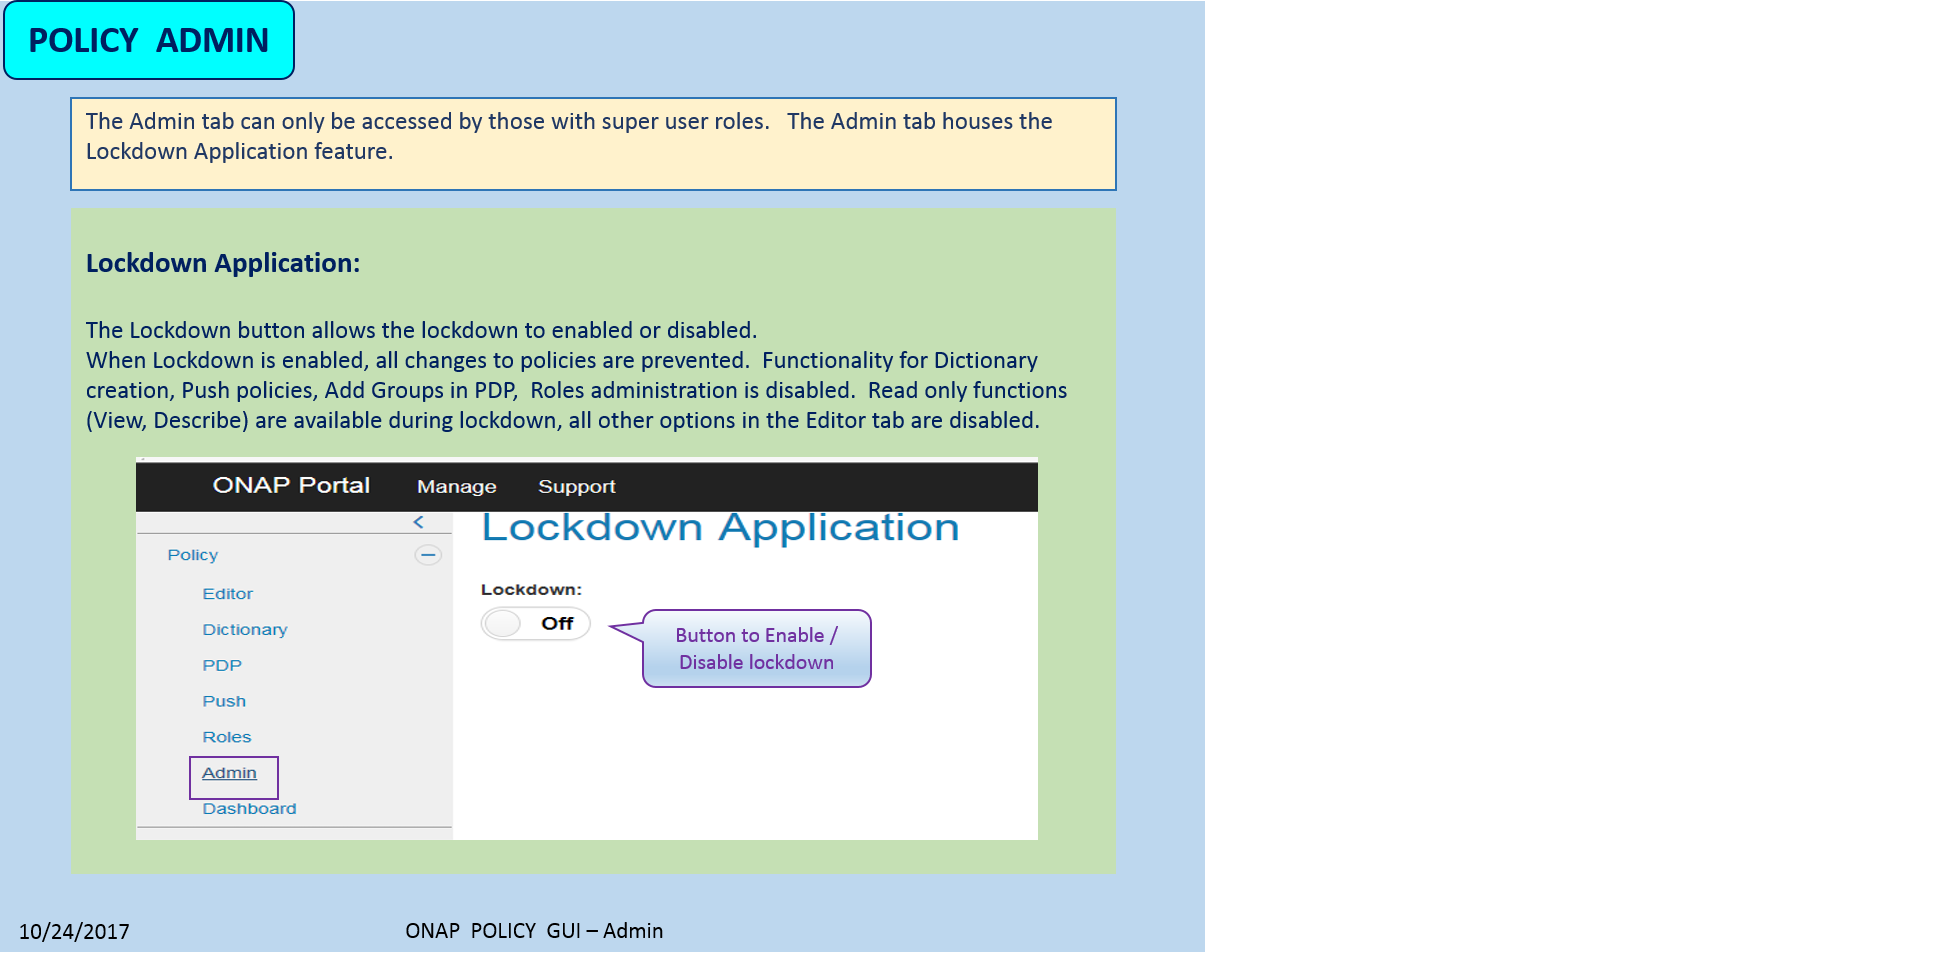 POLICY  ADMIN
The Admin tab can only be accessed by those with super user roles.   The Admin tab houses the
Lockdown Application feature.
Lockdown Application:
The Lockdown button allows the lockdown to enabled or disabled.
When Lockdown is enabled, all changes to policies are prevented.  Functionality for Dictionary
creation, Push policies, Add Groups in PDP,  Roles administration is disabled.  Read only functions
(View, Describe) are available during lockdown, all other options in the Editor tab are disabled.
ONAP Portal Manage Support
<
Lockdown Application
Policy
Editor
Dictionary
PDP
Push
Roles
Admin
Dashboard
Lockdown:
Off
Button to Enable /
Disable lockdown
10/24/2017
ONAP  POLICY  GUI – Admin